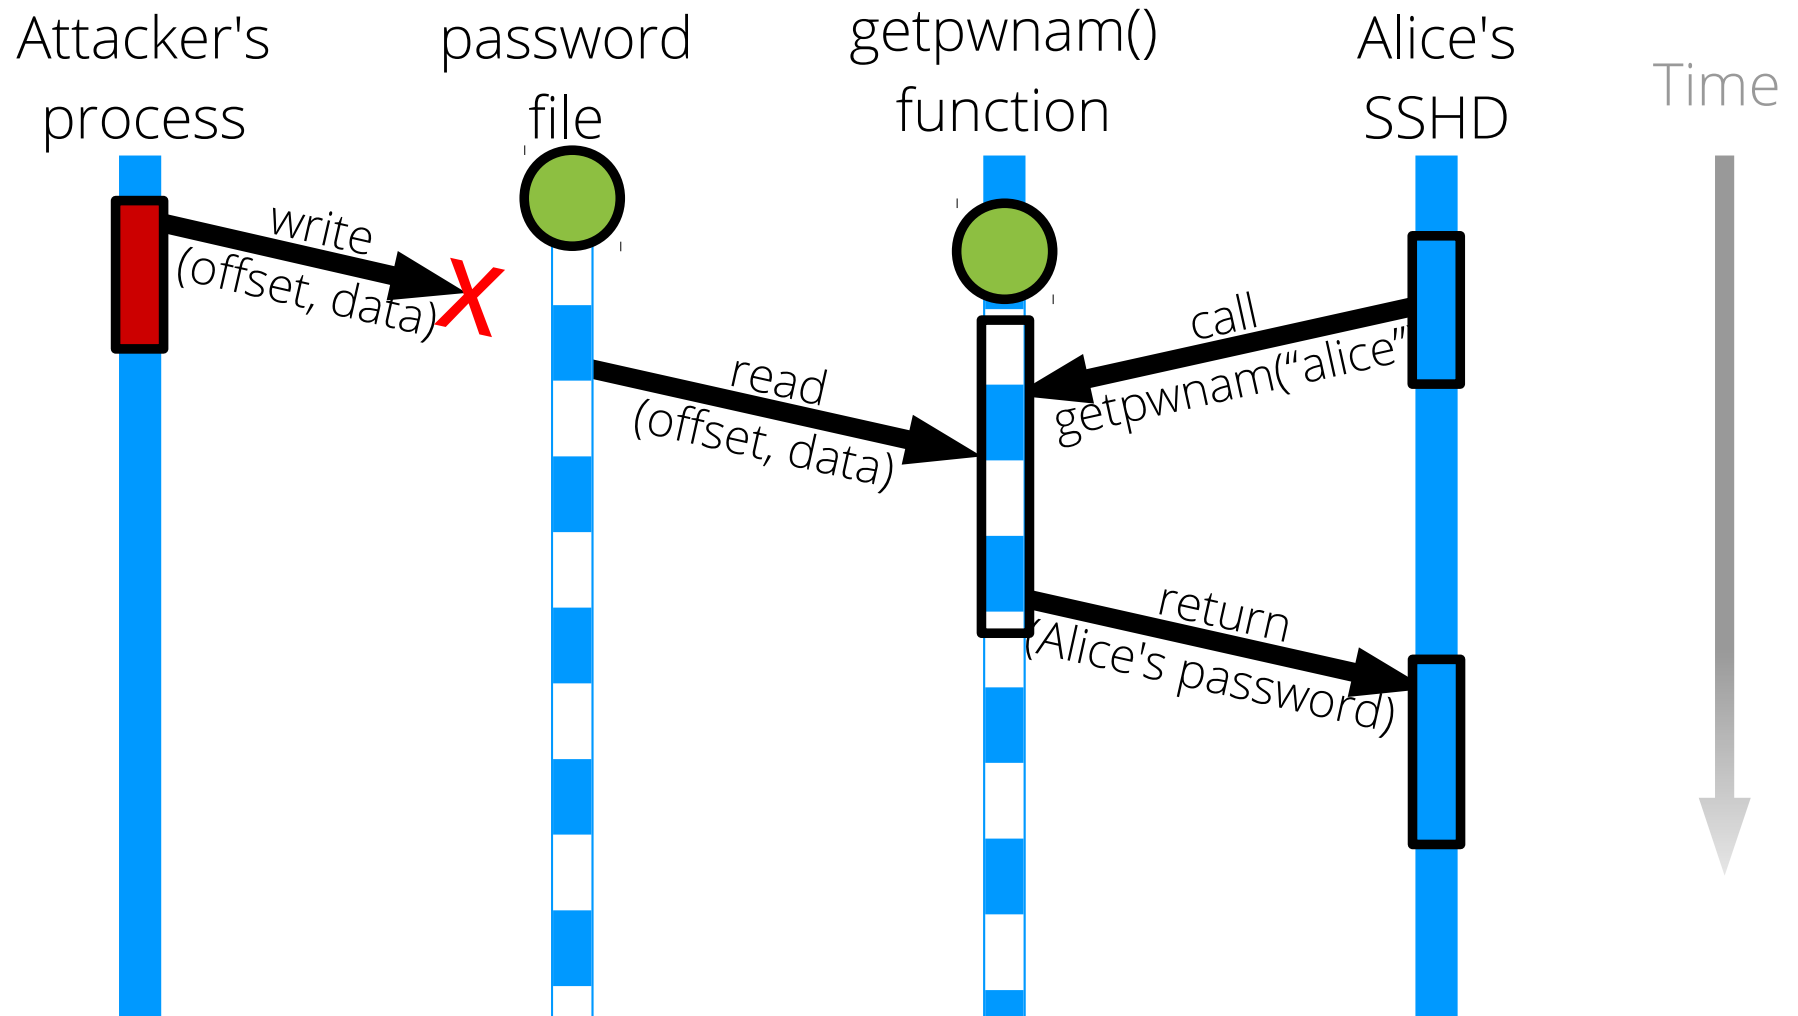 Attacker's
process
password
file
getpwnam()
function
Alice's
SSHD
Time
write
(offset, data)
X
read
(offset, data)
call
getpwnam(“alice”
return
(Alice's password)